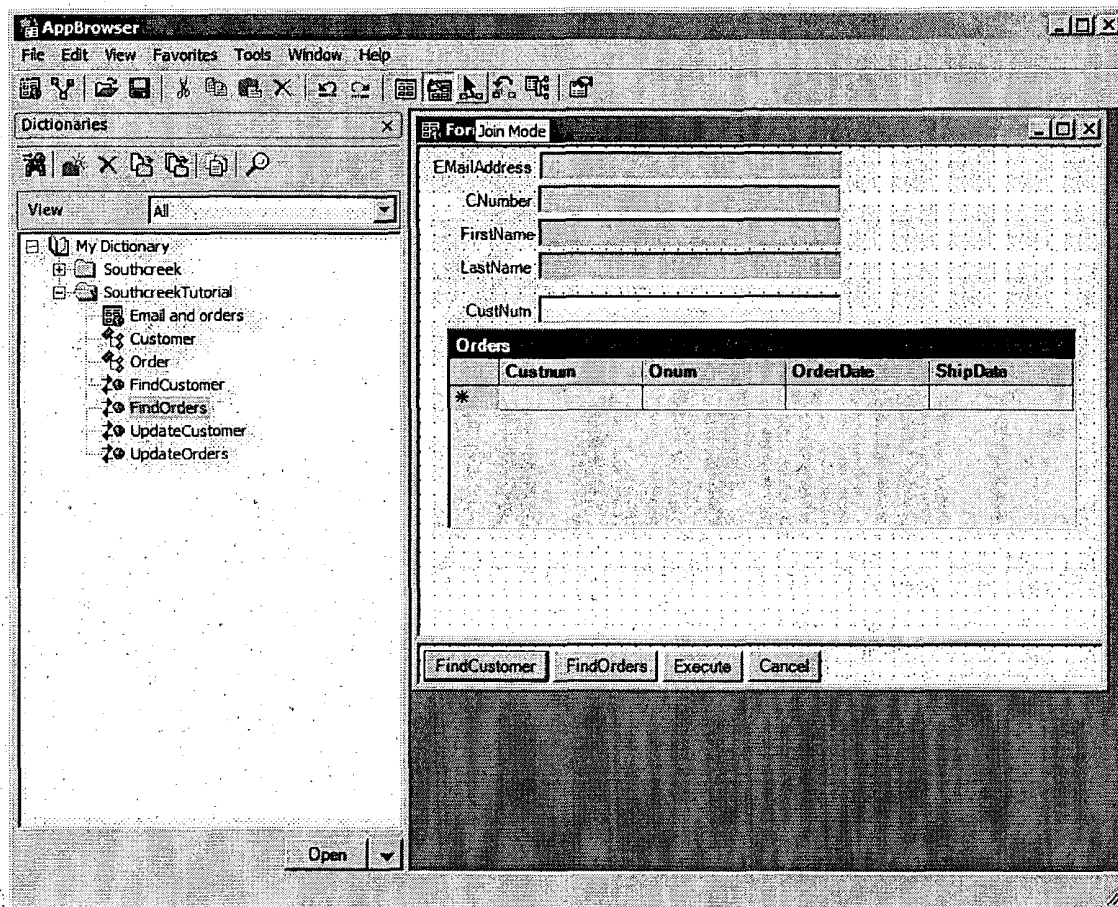 AppBrowser
File Edit View Favorites Tools Window Help
Dictionaries
View All
My Dictionary
Southcreek
SouthcreekTutorial
Email and orders
Customer
Order
FindCustomer
FindOrders
UpdateCustomer
UpdateOrders
Open
For
Join Mode
EMailAddress
CNumber
FirstName
LastName
CustNum
Orders
Custnum Onum OrderDate ShipDate
*
FindCustomer FindOrders Execute Cancel